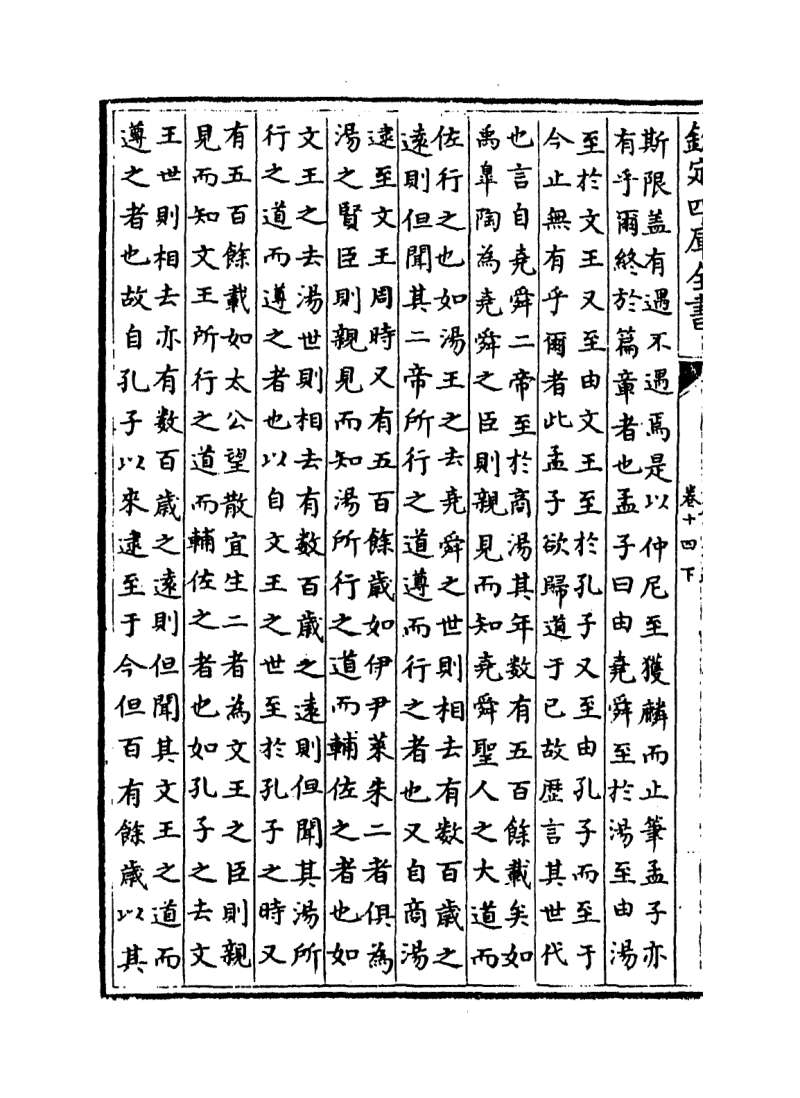 欽定四庫全書
卷十四下
斯限蓋有遇不遇焉是以仲尼至獲麟而止筆孟子亦
有乎爾終於篇章者也孟子曰由堯舜至於湯至由湯
至於文王又至由文王至於孔子又至由孔子而至于
今止無有乎爾者此孟子欲歸道于已故歷言其世代
也言自堯舜二帝至於商湯其年数有五百餘載矣如
禹臯陶為堯舜之臣則親見而知堯舜聖人之大道而
佐行之也如湯王之去堯舜之世則相去有数百歲之
遠則但聞其二帝所行之道遵而行之者也又自商湯
逮至文王周時又有五百餘歲如伊尹萊朱二者俱為
湯之賢臣則親見而知湯所行之道而輔佐之者也如
文王之去湯世則相去有数百歲之遠則但聞其湯所
行之道而遵之者也以自文王之世至於孔子之時又
有五百餘載如太公望散宜生二者為文王之臣則親
見而知文王所行之道而輔佐之者也如孔子之去文
王世則相去亦有数百歲之遠則但聞其文王之道而
遵之者也故自孔子以來逮至于今但百有餘歲以其